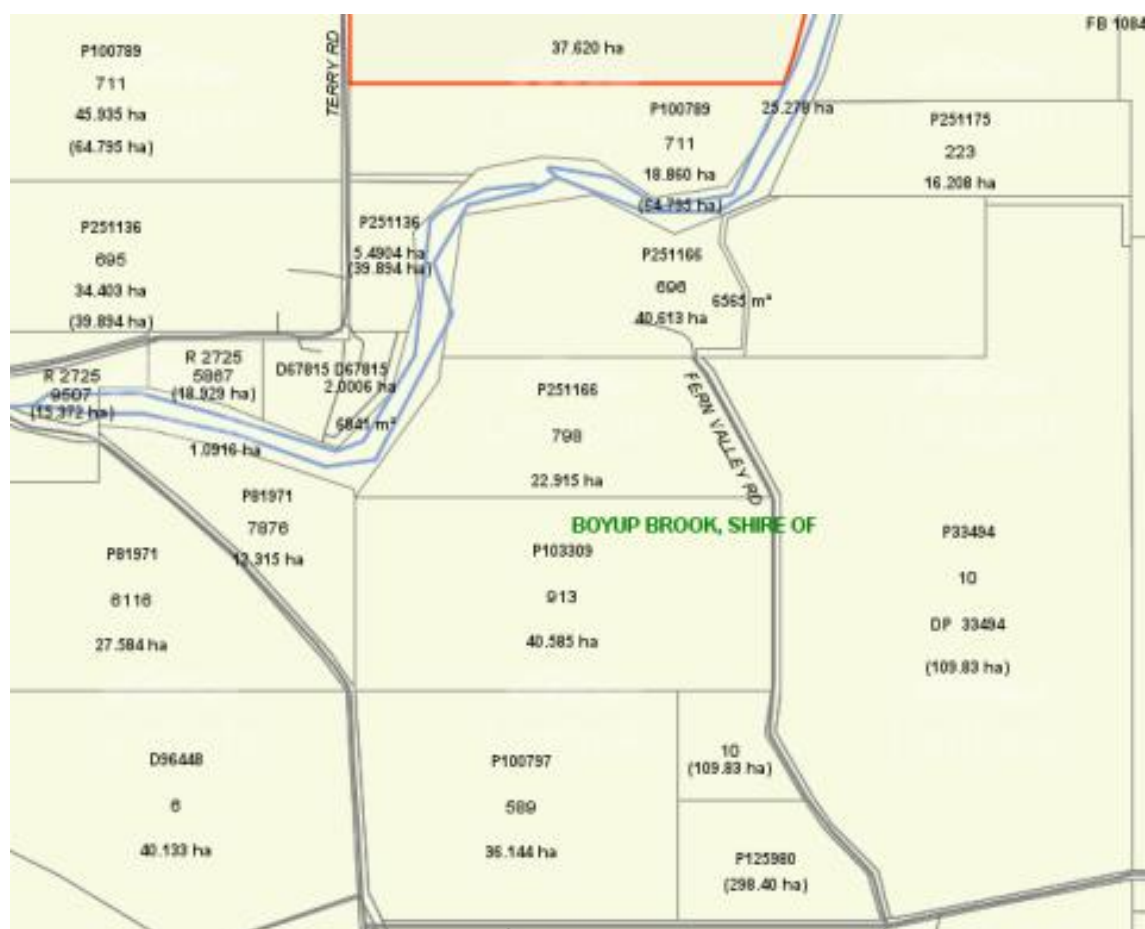 FB 1084
37.620 ha
P100789
711
45.935 ha
(64.795 ha)
TERRY RD
P100789
711
18.860 ha
(64.795 ha)
25.278 ha
P251175
223
16.208 ha
P251136
695
34.403 ha
(39.894 ha)
P251136
5.4904 ha
(39.894 ha)
P251166
696
40.613 ha
6565 m²
R 2725
9507
(13.372 ha)
R 2725
5867
(18.929 ha)
D67815 D67815
2.0006 ha
6841 m²
1.0916 ha
P251166
798
22.915 ha
FERN VALLEY RD
P81971
7876
12.315 ha
BOYUP BROOK, SHIRE OF
P103309
913
40.585 ha
P33494
10
DP 33494
(109.83 ha)
P81971
6116
27.584 ha
D96448
6
40.133 ha
P100797
589
36.144 ha
10
(109.83 ha)
P125980
(298.40 ha)